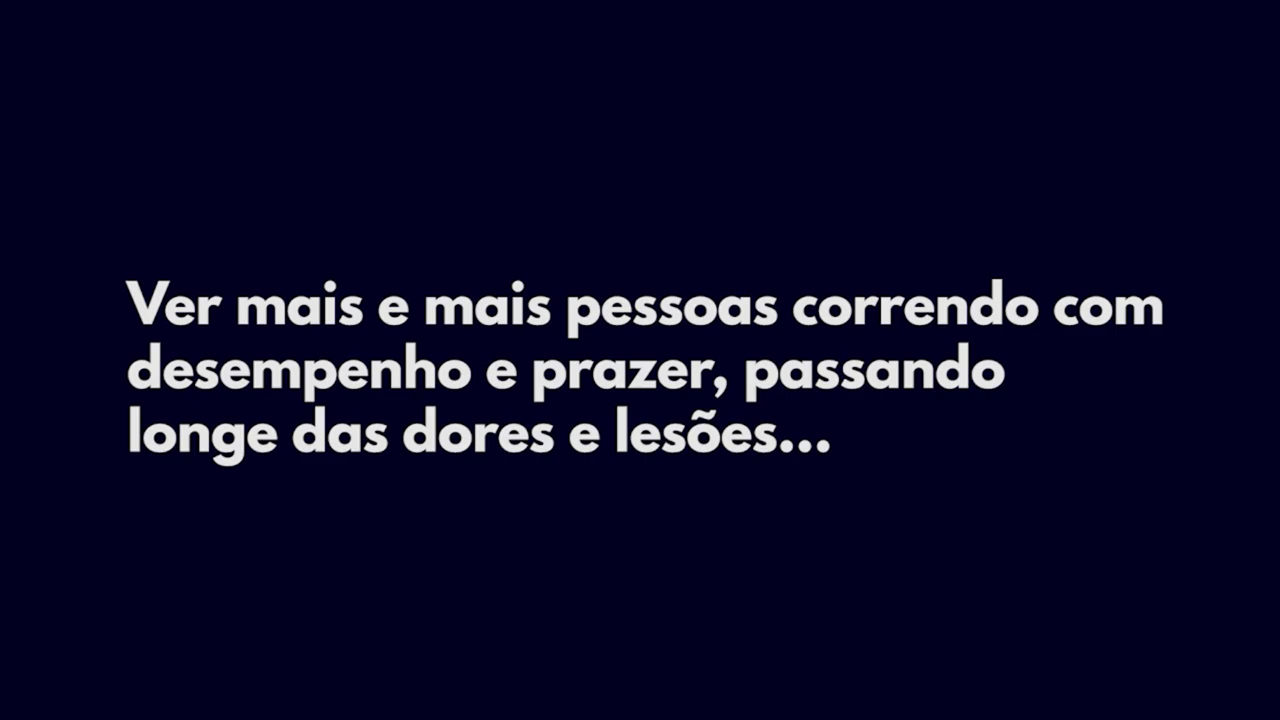 Ver mais e mais pessoas correndo com
desempenho e prazer, passando
longe das dores e lesões...